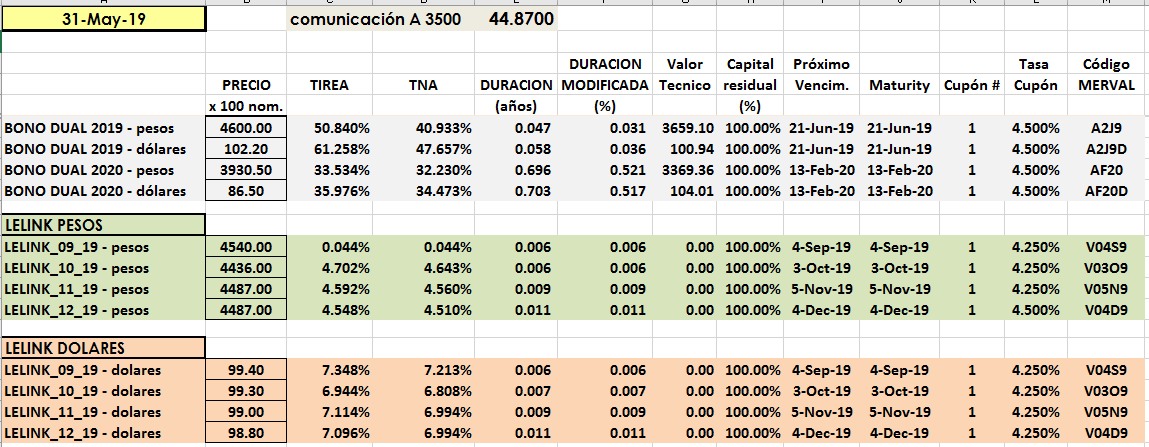 A B C D E F G H I J K L M
31-May-19 comunicación A 3500 44.8700
DURACION Valor Capital Próximo Tasa Código
PRECIO TIREA TNA DURACION MODIFICADA Tecnico residual Vencim. Maturity Cupón # Cupón MERVAL
x 100 nom. (años) (%) (%)
BONO DUAL 2019 - pesos 4600.00 50.840% 40.933% 0.047 0.031 3659.10 100.00% 21-Jun-19 21-Jun-19 1 4.500% A2J9
BONO DUAL 2019 - dólares 102.20 61.258% 47.657% 0.058 0.036 100.94 100.00% 21-Jun-19 21-Jun-19 1 4.500% A2J9D
BONO DUAL 2020 - pesos 3930.50 33.534% 32.230% 0.696 0.521 3369.36 100.00% 13-Feb-20 13-Feb-20 1 4.500% AF20
BONO DUAL 2020 - dólares 86.50 35.976% 34.473% 0.703 0.517 104.01 100.00% 13-Feb-20 13-Feb-20 1 4.500% AF20D
LELINK PESOS
LELINK_09_19 - pesos 4540.00 0.044% 0.044% 0.006 0.006 0.00 100.00% 4-Sep-19 4-Sep-19 1 4.250% V04S9
LELINK_10_19 - pesos 4436.00 4.702% 4.643% 0.006 0.006 0.00 100.00% 3-Oct-19 3-Oct-19 1 4.250% V03O9
LELINK_11_19 - pesos 4487.00 4.592% 4.560% 0.009 0.009 0.00 100.00% 5-Nov-19 5-Nov-19 1 4.250% V05N9
LELINK_12_19 - pesos 4487.00 4.548% 4.510% 0.011 0.011 0.00 100.00% 4-Dec-19 4-Dec-19 1 4.500% V04D9
LELINK DOLARES
LELINK_09_19 - dolares 99.40 7.348% 7.213% 0.006 0.006 0.00 100.00% 4-Sep-19 4-Sep-19 1 4.250% V04S9
LELINK_10_19 - dolares 99.30 6.944% 6.808% 0.007 0.007 0.00 100.00% 3-Oct-19 3-Oct-19 1 4.250% V03O9
LELINK_11_19 - dolares 99.00 7.114% 6.994% 0.009 0.009 0.00 100.00% 5-Nov-19 5-Nov-19 1 4.250% V05N9
LELINK_12_19 - dolares 98.80 7.096% 6.994% 0.011 0.011 0.00 100.00% 4-Dec-19 4-Dec-19 1 4.250% V04D9